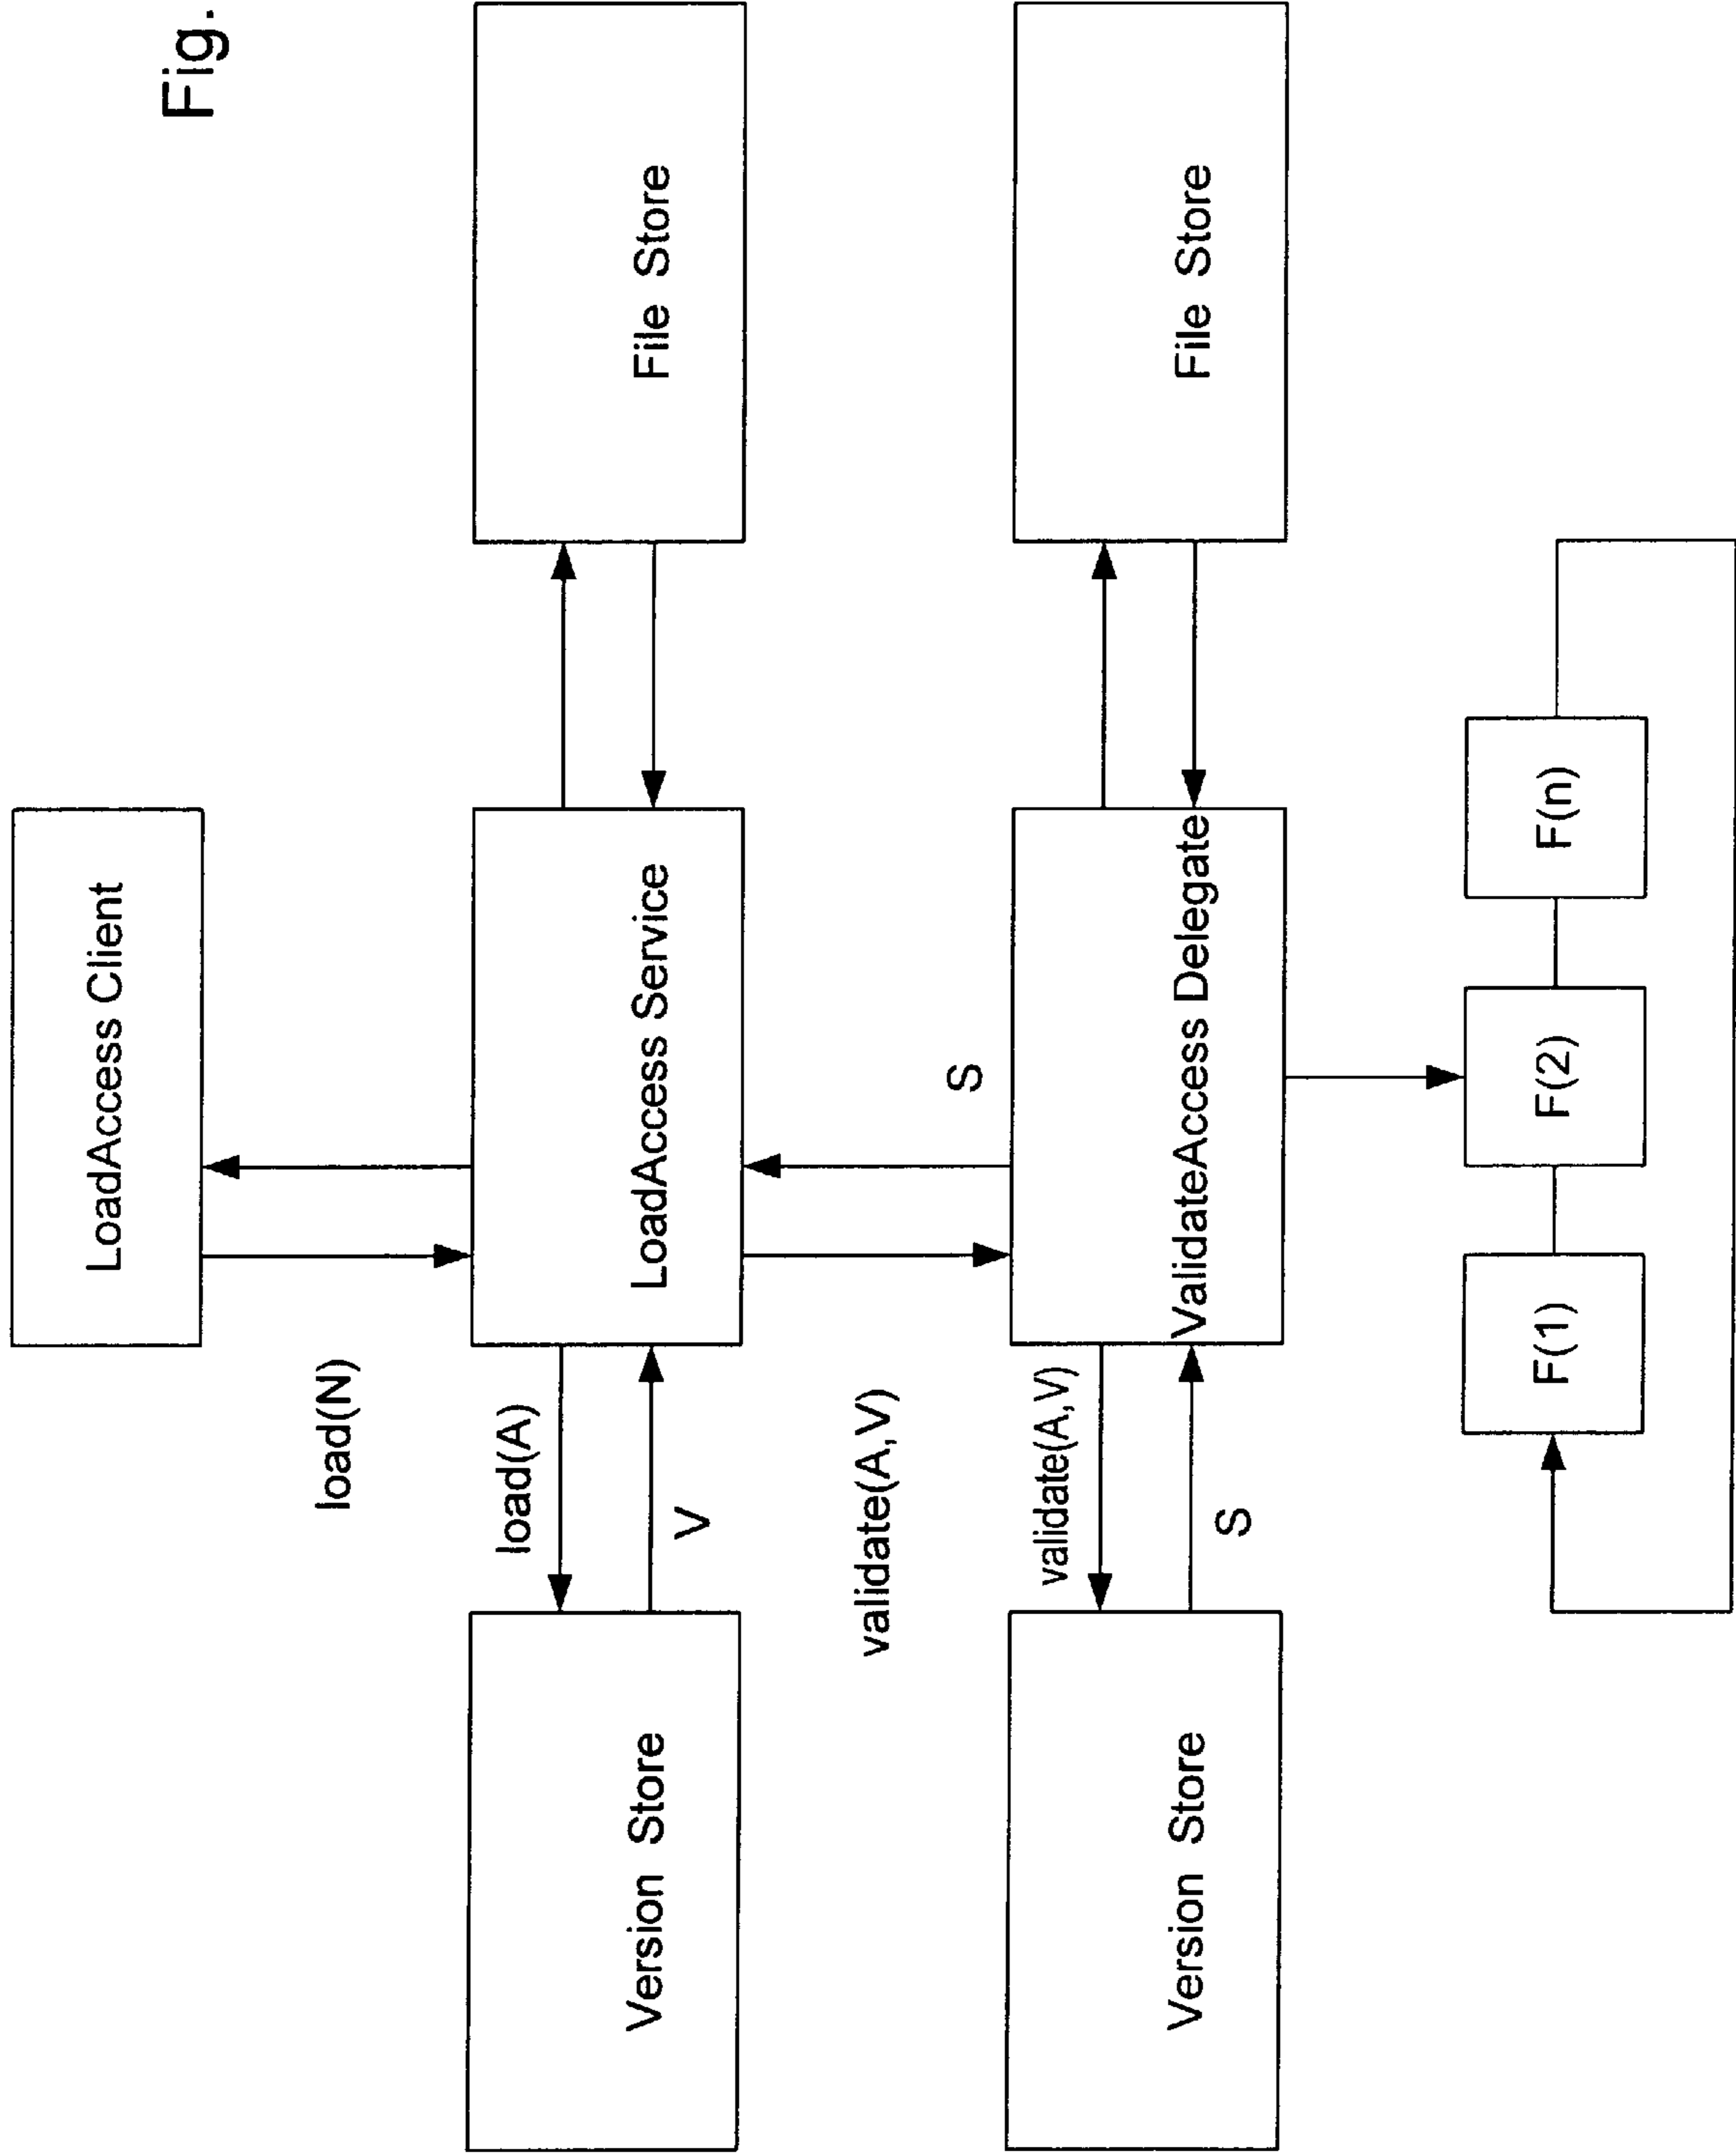 Fig.
LoadAccess Client
load(N)
File Store
LoadAccess Service
load(A)
V
Version Store
S
validate(A,V)
File Store
ValidateAccess Delegate
validate(A,V)
S
Version Store
F(1)
F(2)
F(n)